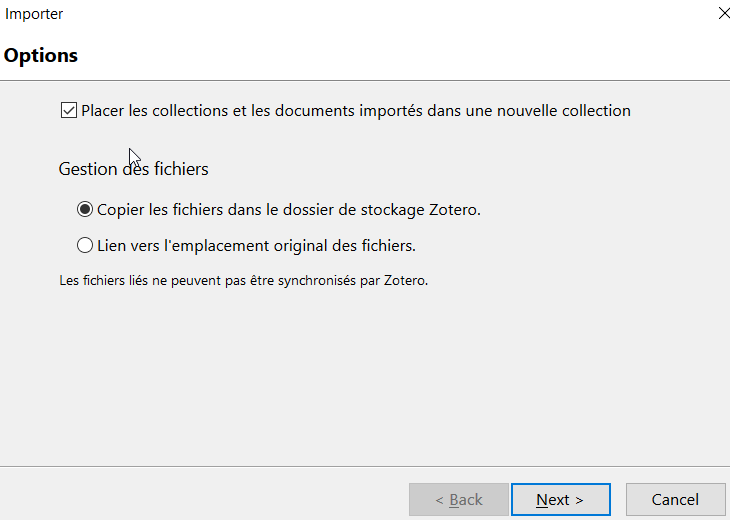 Importer
Options
Placer les collections et les documents importés dans une nouvelle collection
Gestion des fichiers
Copier les fichiers dans le dossier de stockage Zotero.
Lien vers l'emplacement original des fichiers.
Les fichiers liés ne peuvent pas être synchronisés par Zotero.
< Back Next > Cancel